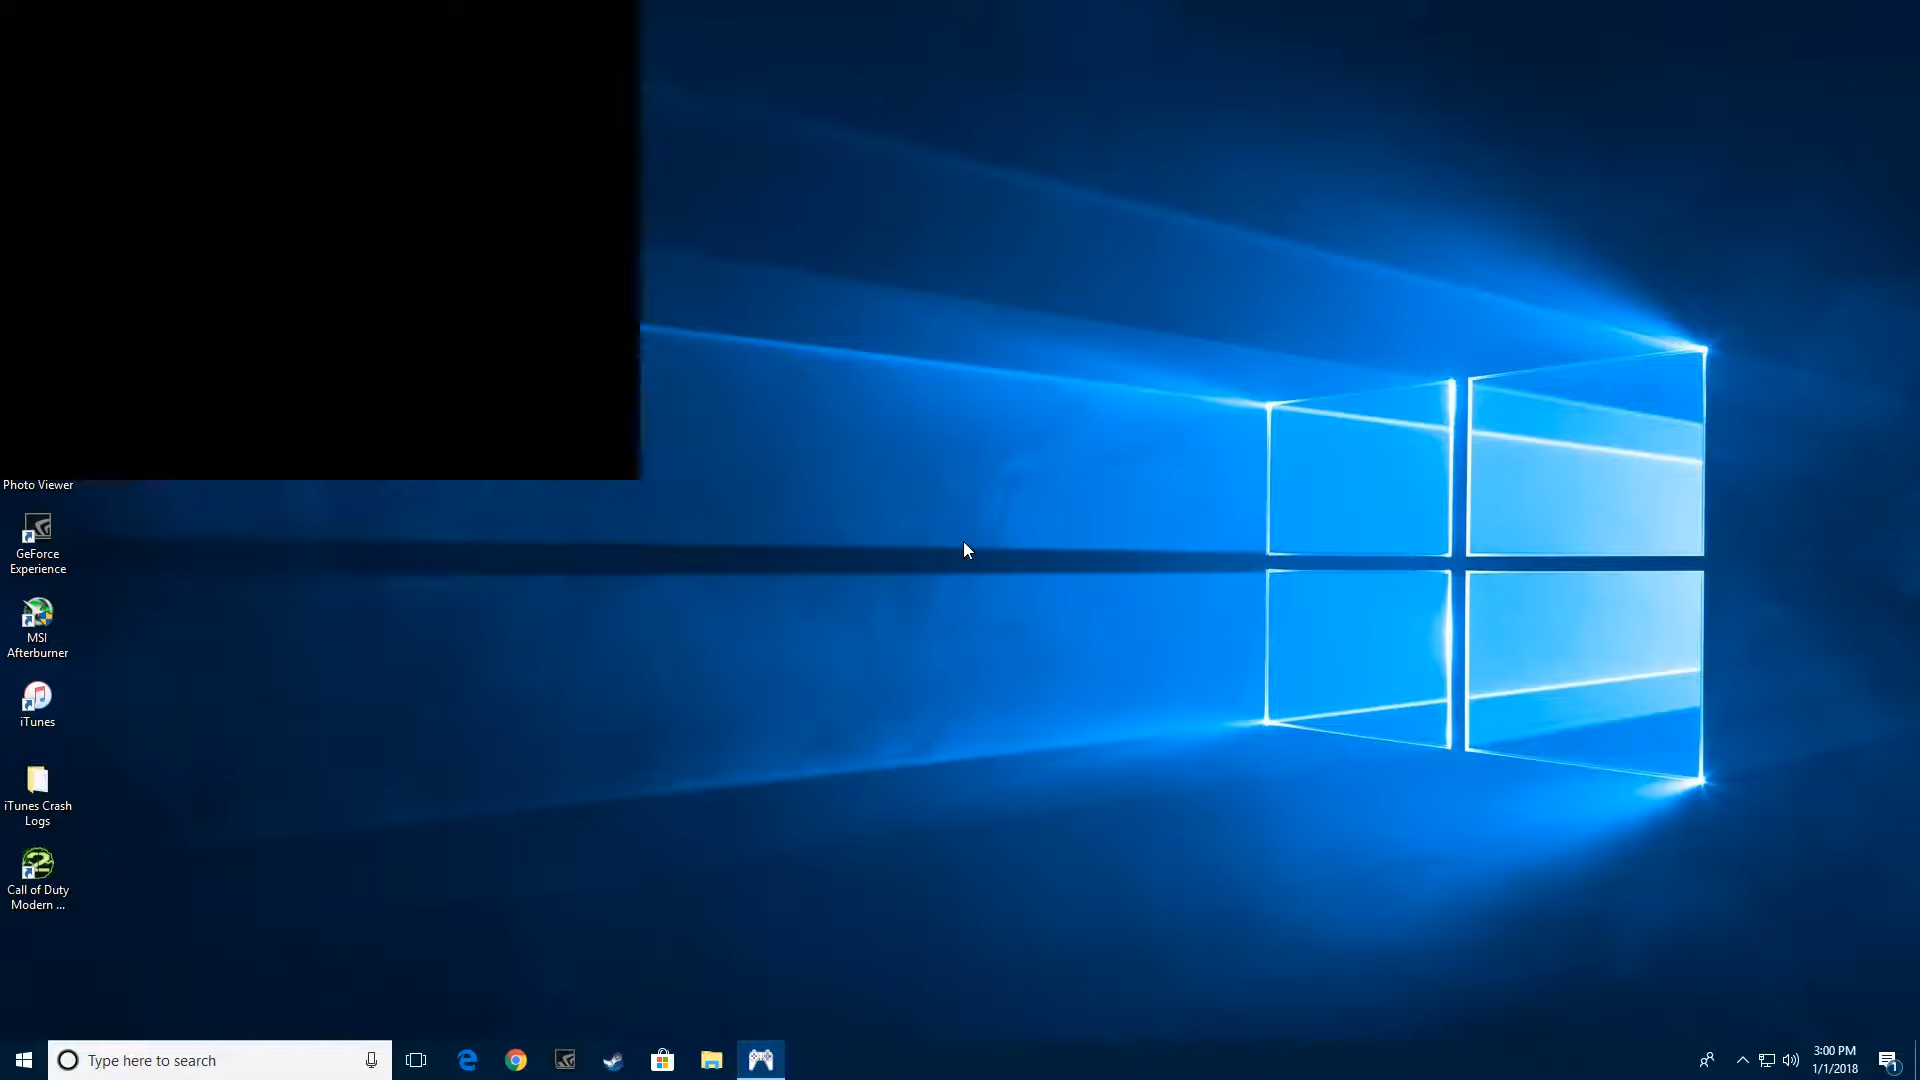 Photo Viewer
GeForce
Experience
MSI
Afterburner
iTunes
iTunes Crash
Logs
Call of Duty
Modern ...
Type here to search
3:00 PM
1/1/2018
1